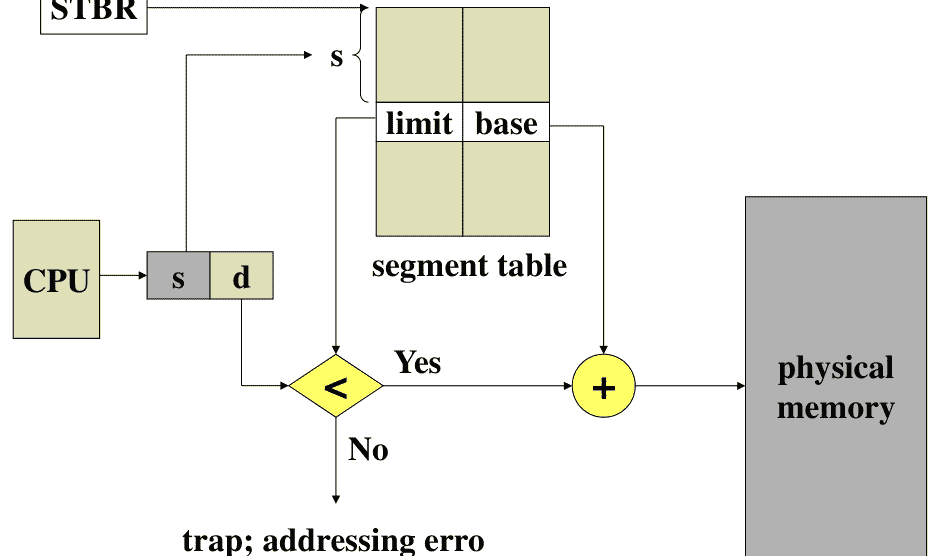 STBR
s
limit base
segment table
CPU
s d
Yes
< +
physical
memory
No
trap; addressing erro